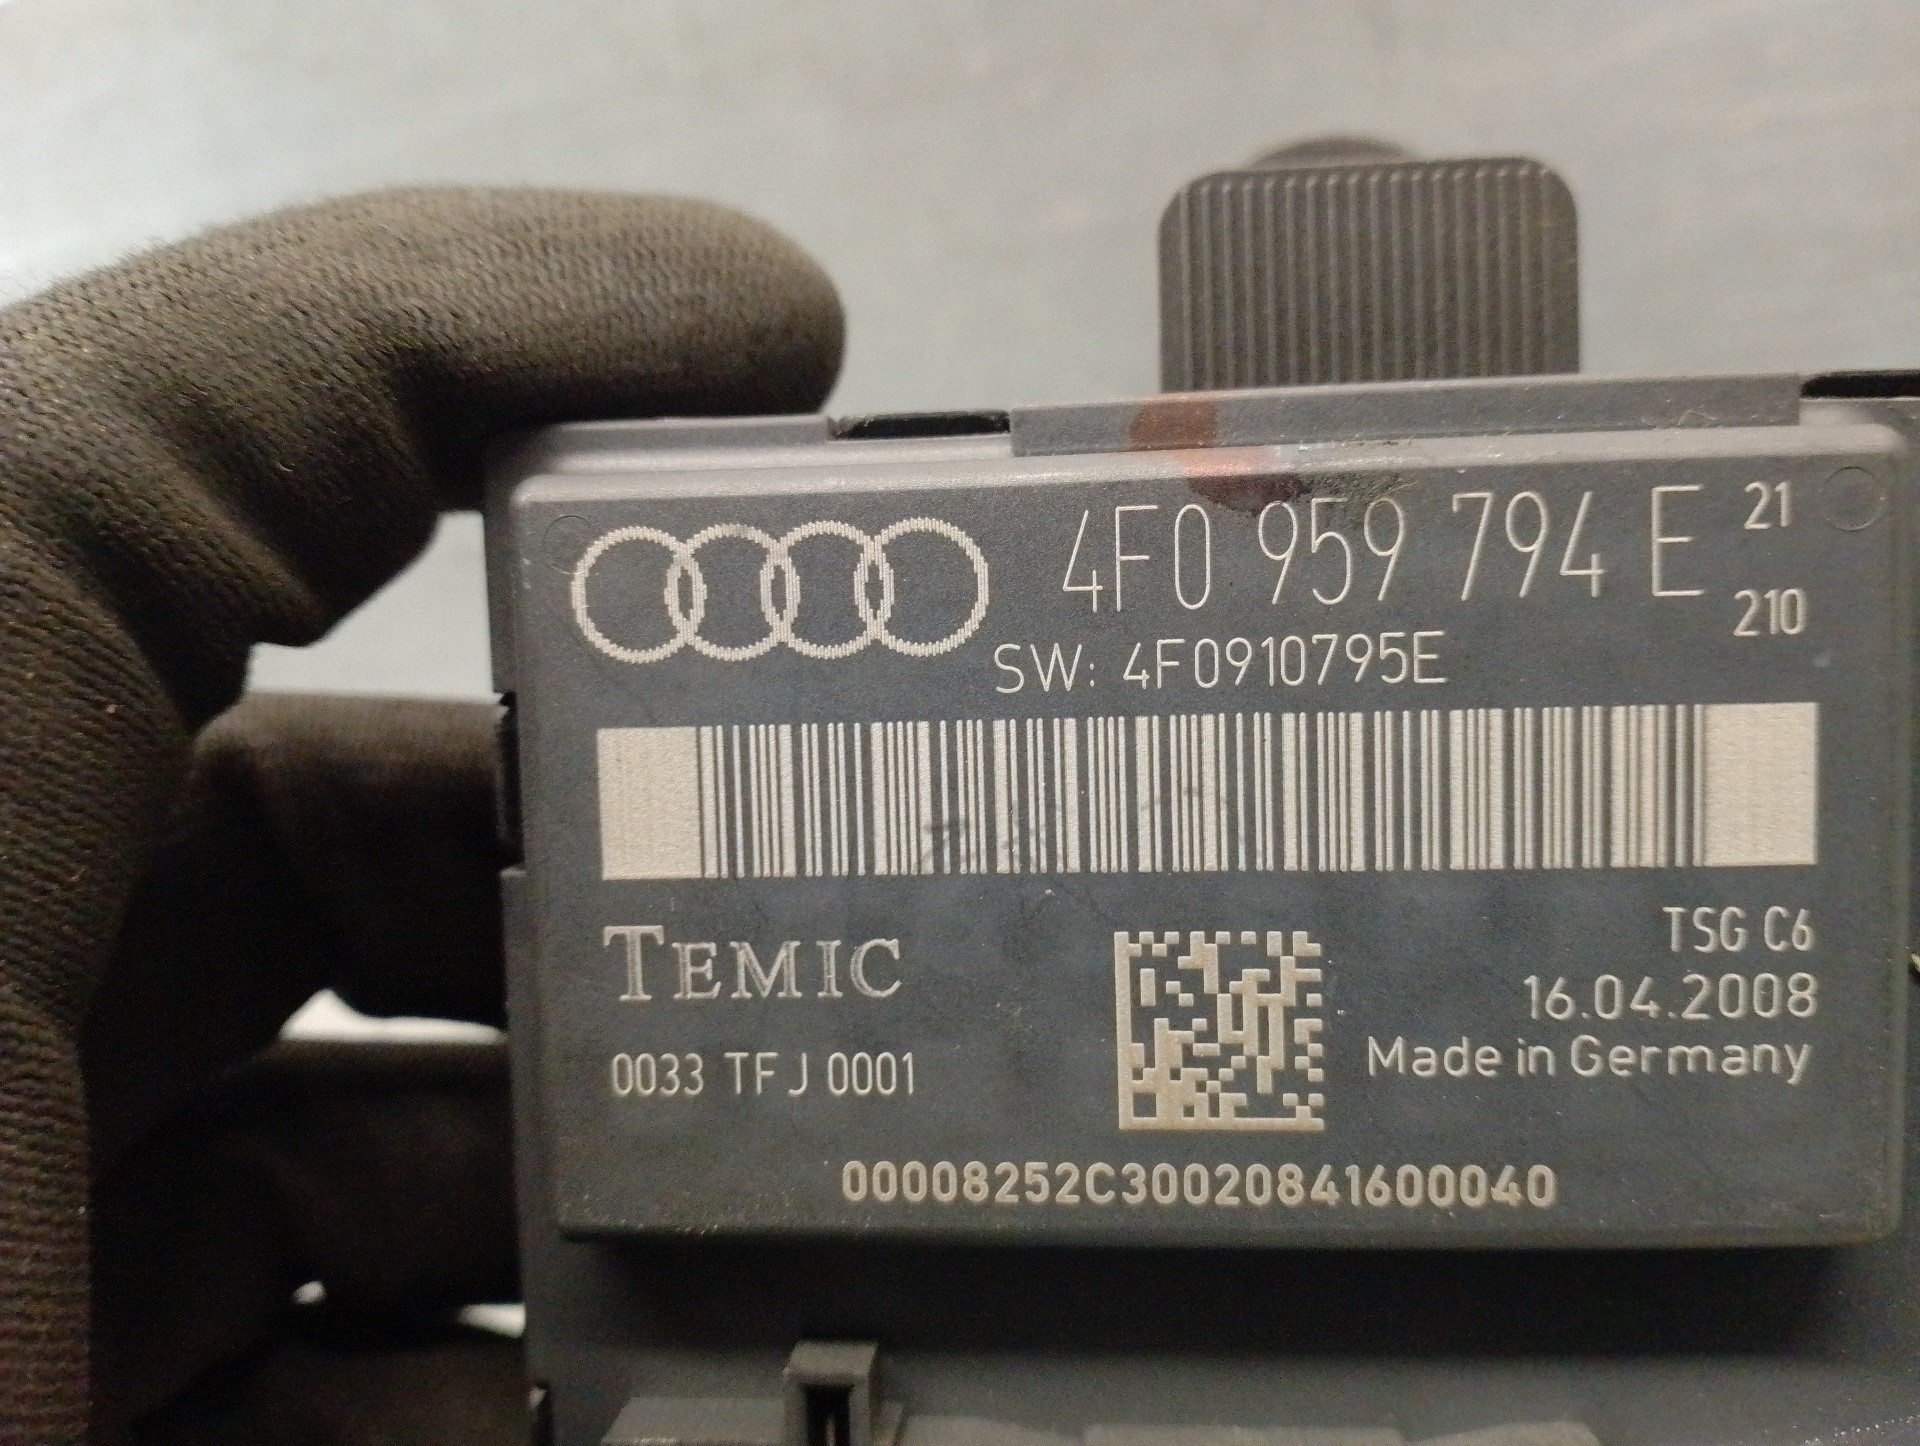 4F0 959 794 E 21
210
SW: 4F0910795E
TEMIC
TSG C6
16.04.2008
Made in Germany
0033 TFJ 0001
00008252C30020841600040